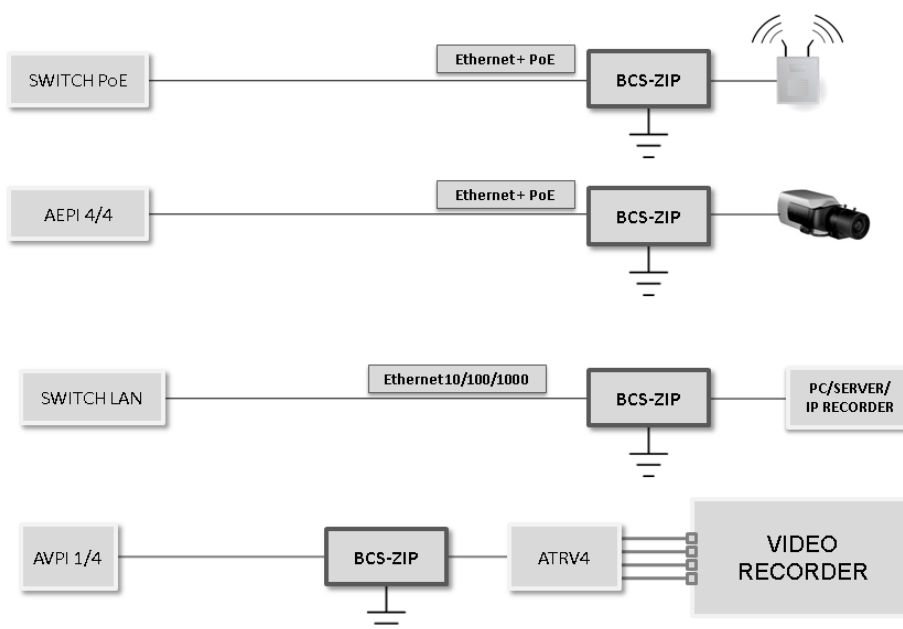 Ethernet+ PoE
SWITCH PoE
BCS-ZIP
Ethernet+ PoE
AEPI 4/4
BCS-ZIP
Ethernet10/100/1000
SWITCH LAN
BCS-ZIP
PC/SERVER/
IP RECORDER
AVPI 1/4
BCS-ZIP
ATRV4
VIDEO
RECORDER